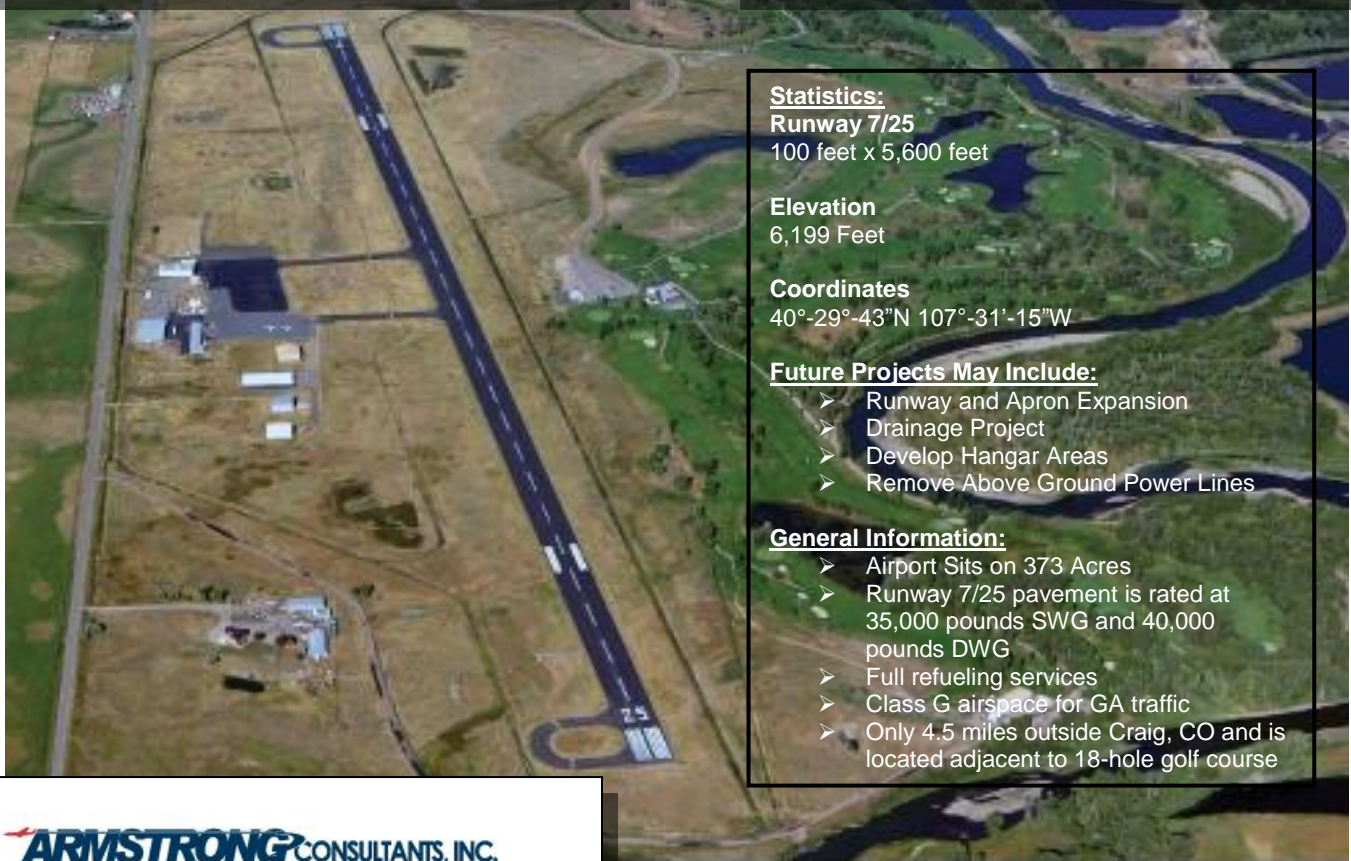 Statistics:
Runway 7/25
100 feet x 5,600 feet
Elevation
6,199 Feet
Coordinates
40°-29°-43”N 107°-31’-15”W
Future Projects May Include:
➢ Runway and Apron Expansion
➢ Drainage Project
➢ Develop Hangar Areas
➢ Remove Above Ground Power Lines
General Information:
➢ Airport Sits on 373 Acres
➢ Runway 7/25 pavement is rated at
35,000 pounds SWG and 40,000
pounds DWG
➢ Full refueling services
➢ Class G airspace for GA traffic
➢ Only 4.5 miles outside Craig, CO and is
located adjacent to 18-hole golf course
25
ARMSTRONG CONSULTANTS, INC.